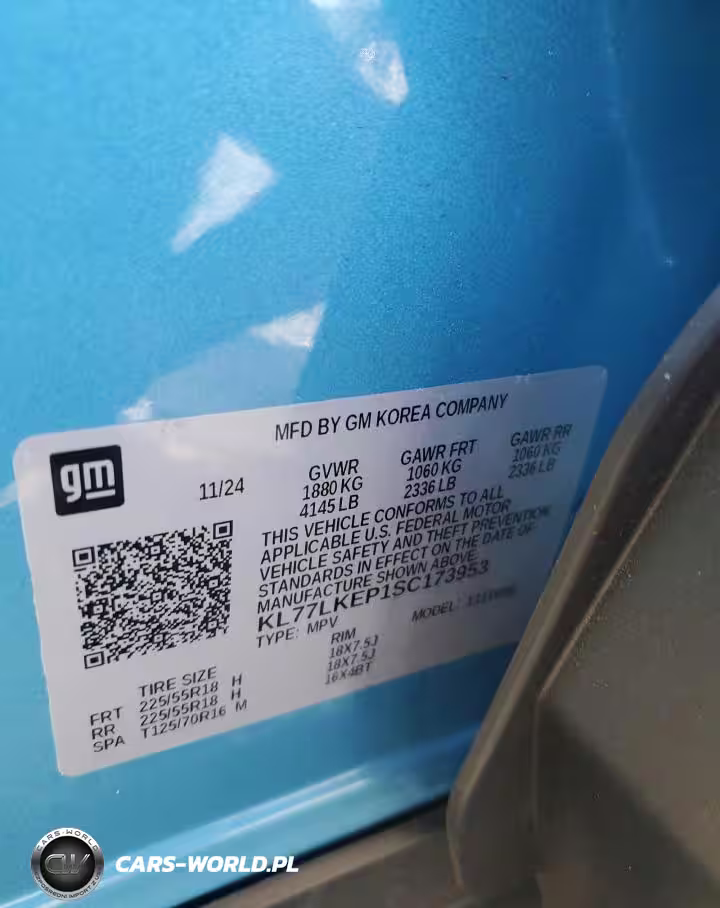 MFD BY GM KOREA COMPANY
gm
11/24
GVWR
1880 KG
4145 LB
GAWR FRT
1060 KG
2336 LB
GAWR RR
1060 KG
2336 LB
THIS VEHICLE CONFORMS TO ALL
APPLICABLE U.S. FEDERAL MOTOR
VEHICLE SAFETY AND THEFT PREVENTION
STANDARDS IN EFFECT ON THE DATE OF
MANUFACTURE SHOWN ABOVE.
KL77LKEP1SC173953
TYPE: MPV
MODEL:
TIRE SIZE
RIM
FRT 225/55R18 H 18X7.5J
RR 225/55R18 H 18X7.5J
SPA T125/70R16 M 16X4BT
CARS-WORLD
CW
CARS-WORLD.PL